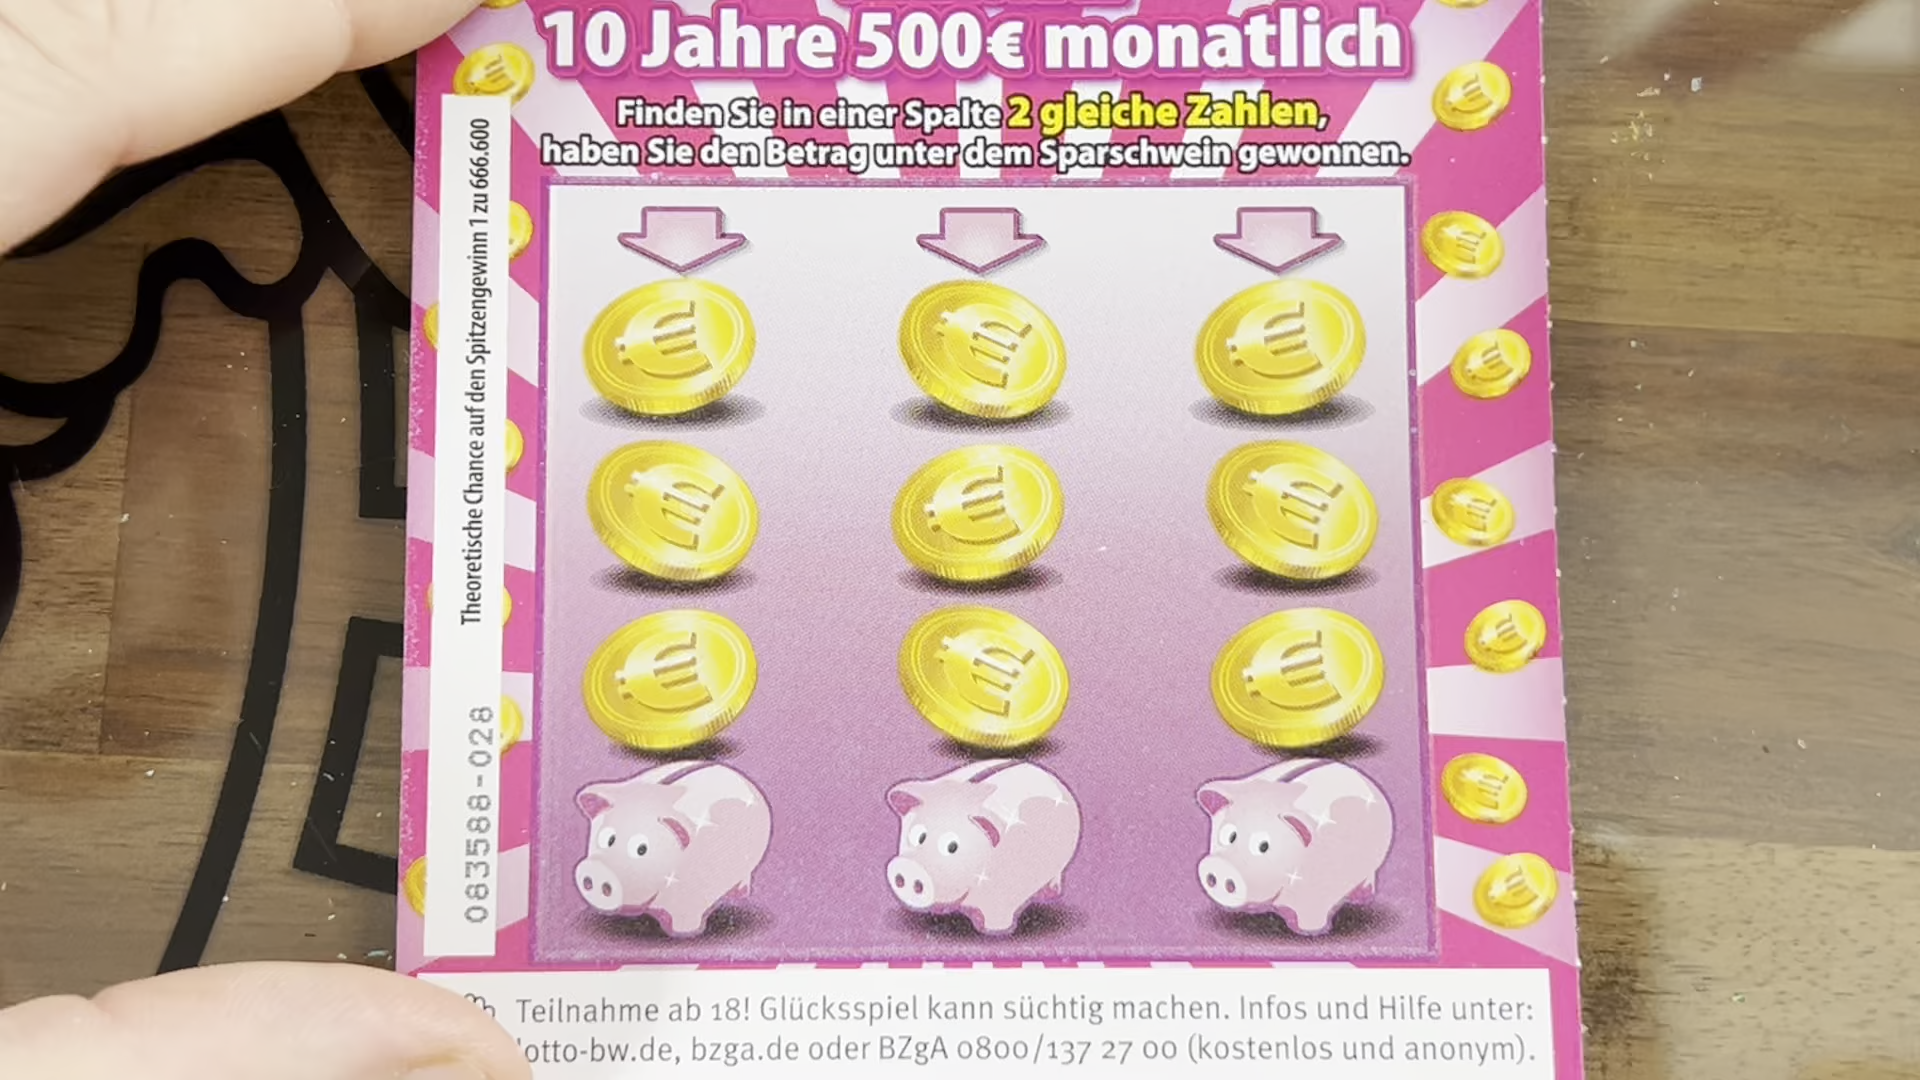 10 Jahre 500€ monatlich
Finden Sie in einer Spalte 2 gleiche Zahlen,
haben Sie den Betrag unter dem Sparschwein gewonnen.
Theoretische Chance auf den Spitzengewinn 1 zu 666.600
083588-028
Teilnahme ab 18! Glücksspiel kann süchtig machen. Infos und Hilfe unter:
lotto-bw.de, bzga.de oder BZgA 0800/137 27 00 (kostenlos und anonym).